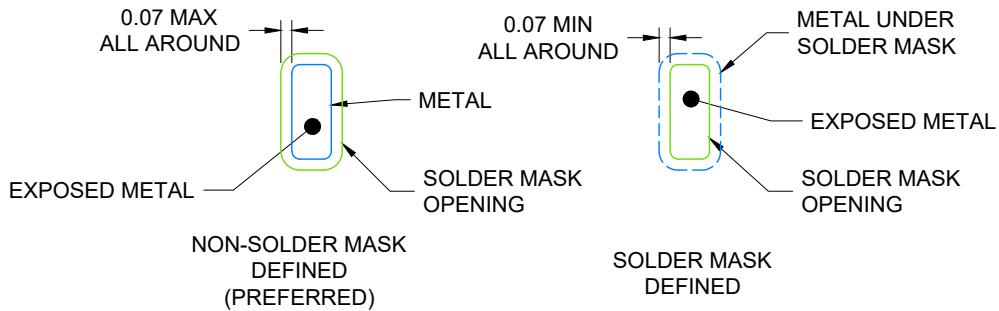 0.07 MAX
ALL AROUND
METAL
EXPOSED METAL
SOLDER MASK
OPENING
NON-SOLDER MASK
DEFINED
(PREFERRED)
0.07 MIN
ALL AROUND
METAL UNDER
SOLDER MASK
EXPOSED METAL
SOLDER MASK
OPENING
SOLDER MASK
DEFINED